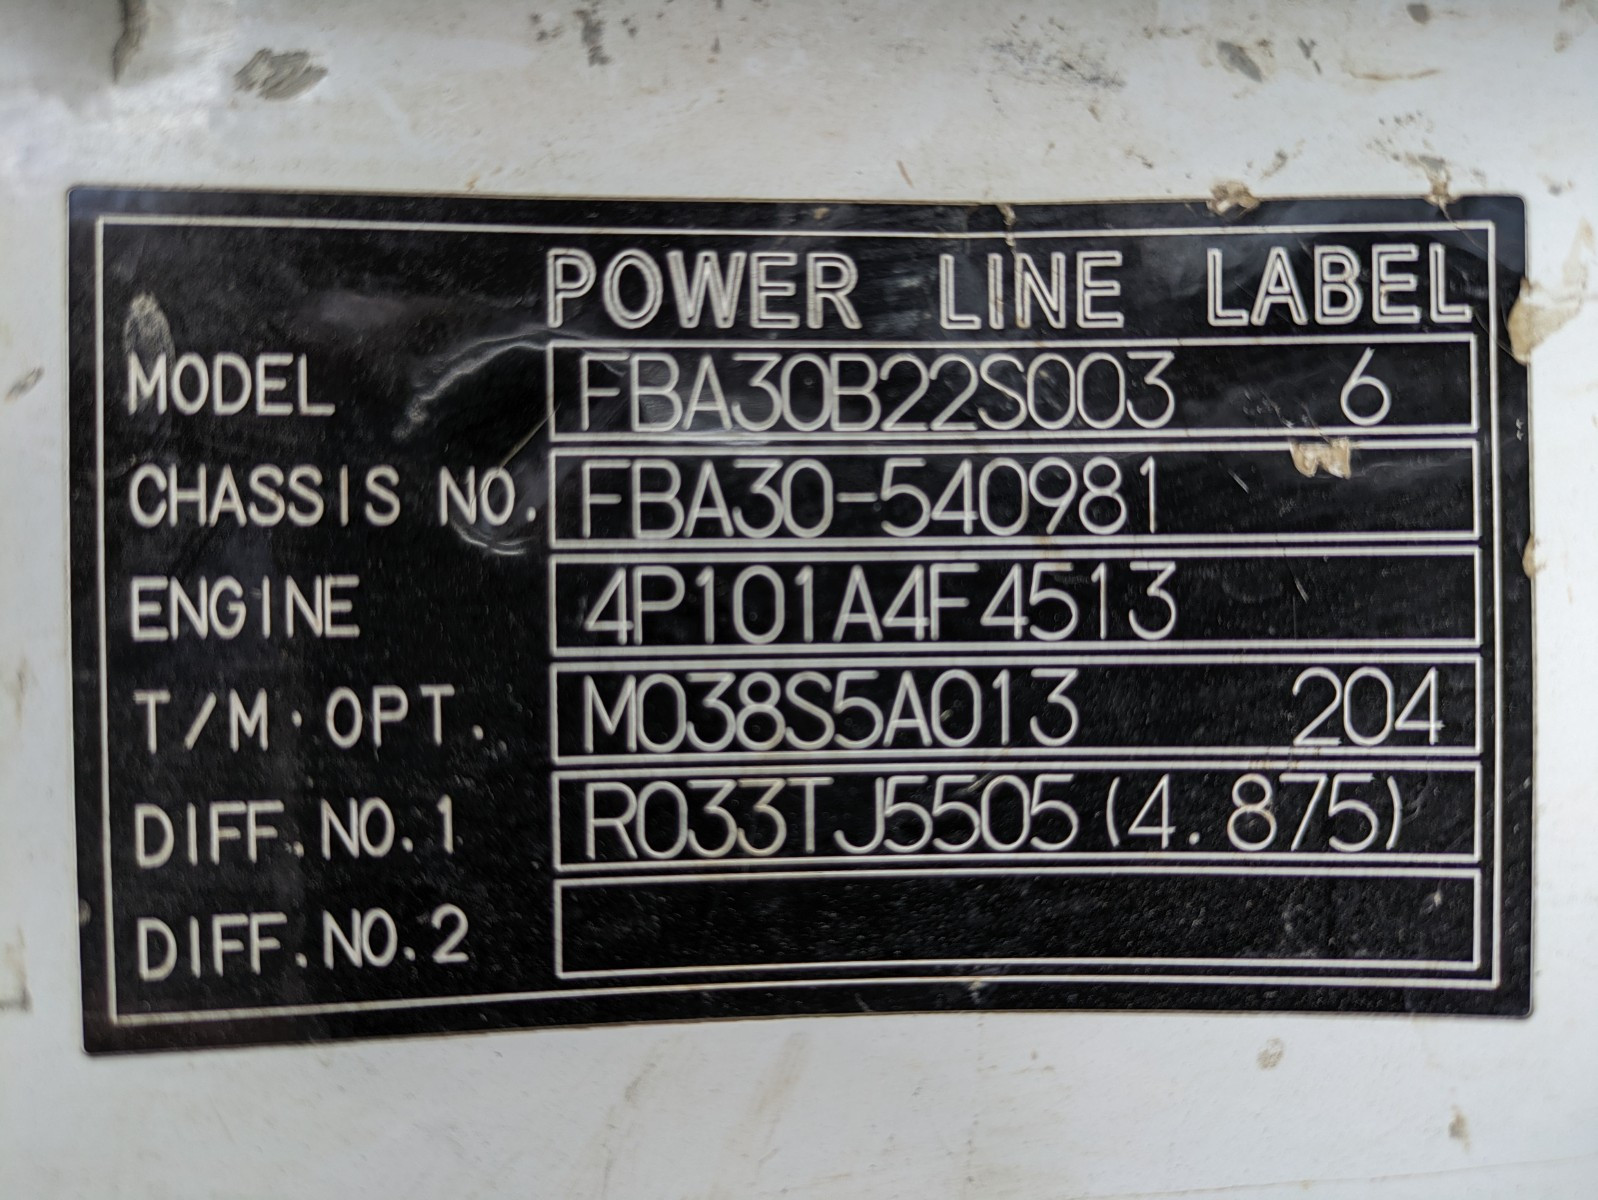 POWER LINE LABEL
MODEL FBA30B22S003 6
CHASSIS NO. FBA30-540981
ENGINE 4P101A4F4513
T/M·OPT. M038S5A013 204
DIFF.NO.1 R033TJ5505(4.875)
DIFF.NO.2